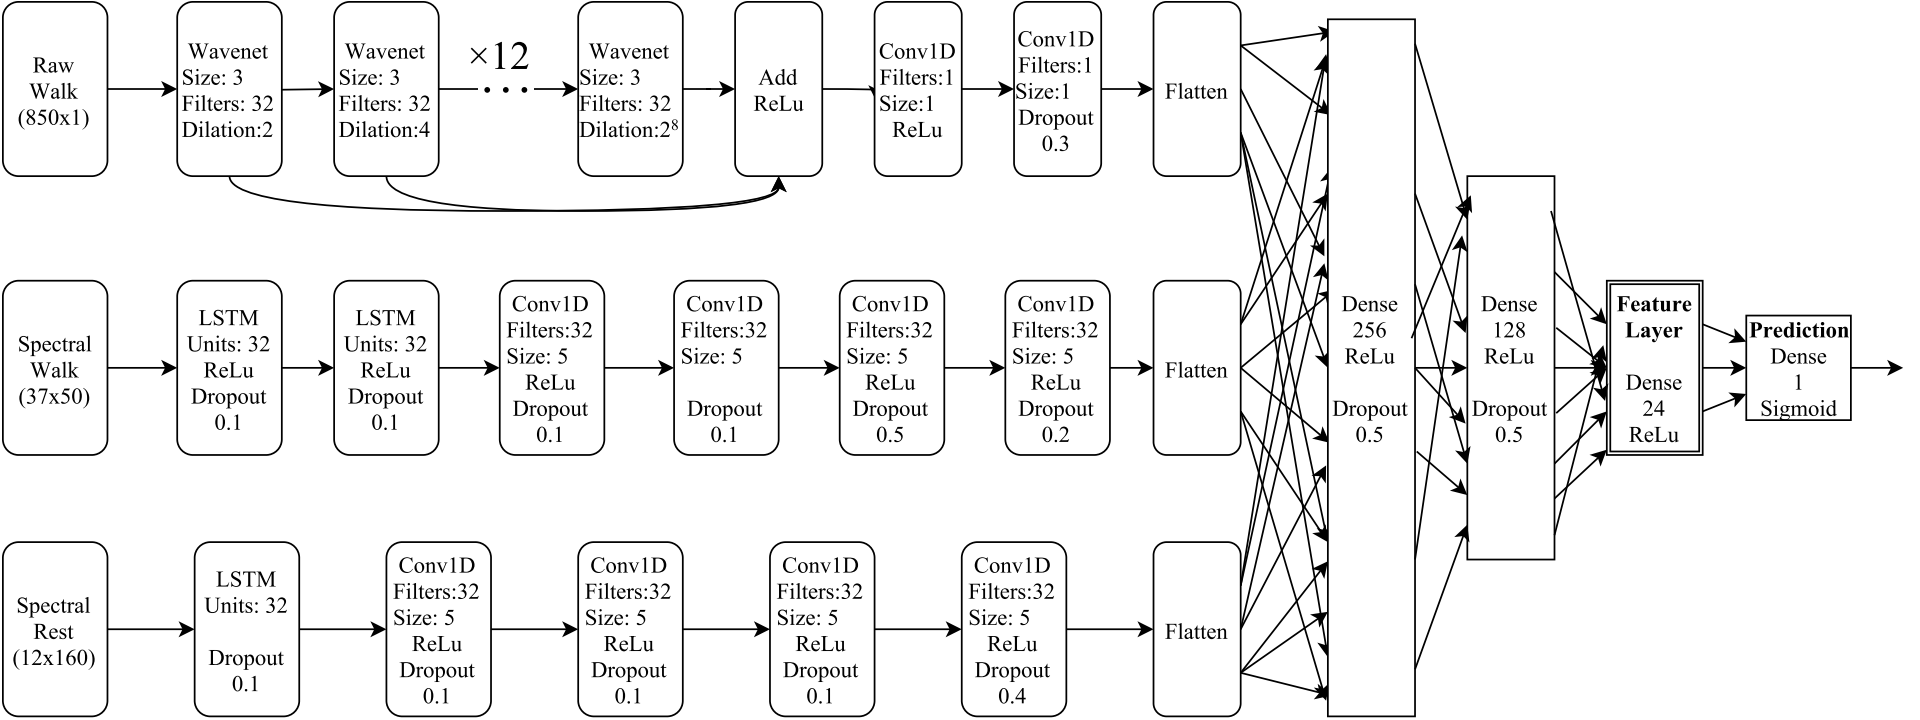 Raw
Walk
(850x1)
Wavenet
Size: 3
Filters: 32
Dilation:2
Wavenet
Size: 3
Filters: 32
Dilation:4
×12
...
Wavenet
Size: 3
Filters: 32
Dilation:2⁸
Add
ReLu
Conv1D
Filters:1
Size:1
ReLu
Conv1D
Filters:1
Size:1
Dropout
0.3
Flatten
Spectral
Walk
(37x50)
LSTM
Units: 32
ReLu
Dropout
0.1
LSTM
Units: 32
ReLu
Dropout
0.1
Conv1D
Filters:32
Size: 5
ReLu
Dropout
0.1
Conv1D
Filters:32
Size: 5
Dropout
0.1
Conv1D
Filters:32
Size: 5
ReLu
Dropout
0.5
Conv1D
Filters:32
Size: 5
ReLu
Dropout
0.2
Flatten
Spectral
Rest
(12x160)
LSTM
Units: 32
Dropout
0.1
Conv1D
Filters:32
Size: 5
ReLu
Dropout
0.1
Conv1D
Filters:32
Size: 5
ReLu
Dropout
0.1
Conv1D
Filters:32
Size: 5
ReLu
Dropout
0.1
Conv1D
Filters:32
Size: 5
ReLu
Dropout
0.4
Flatten
Dense
256
ReLu
Dropout
0.5
Dense
128
ReLu
Dropout
0.5
Feature
Layer
Dense
24
ReLu
Prediction
Dense
1
Sigmoid